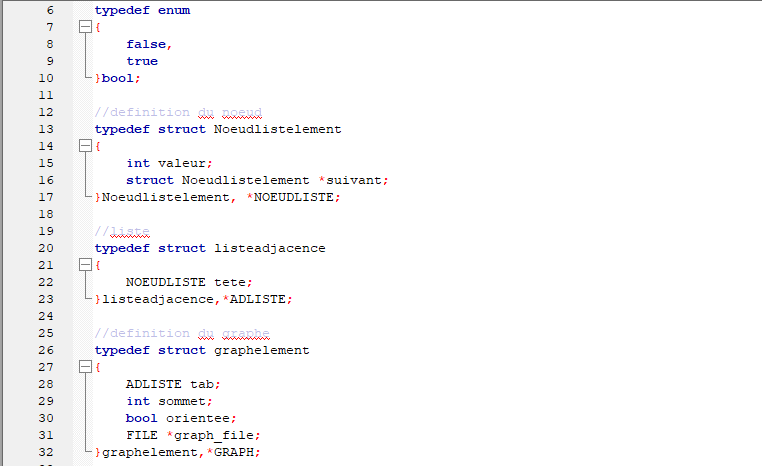 6 typedef enum
7 {
8 false,
9 true
10 }bool;
11
12 //definition du noeud
13 typedef struct Noeudlistelement
14 {
15 int valeur;
16 struct Noeudlistelement *suivant;
17 }Noeudlistelement, *NOEUDLISTE;
18
19 //liste
20 typedef struct listeadjacence
21 {
22 NOEUDLISTE tete;
23 }listeadjacence,*ADLISTE;
24
25 //definition du graphe
26 typedef struct graphelement
27 {
28 ADLISTE tab;
29 int sommet;
30 bool orientee;
31 FILE *graph_file;
32 }graphelement,*GRAPH;